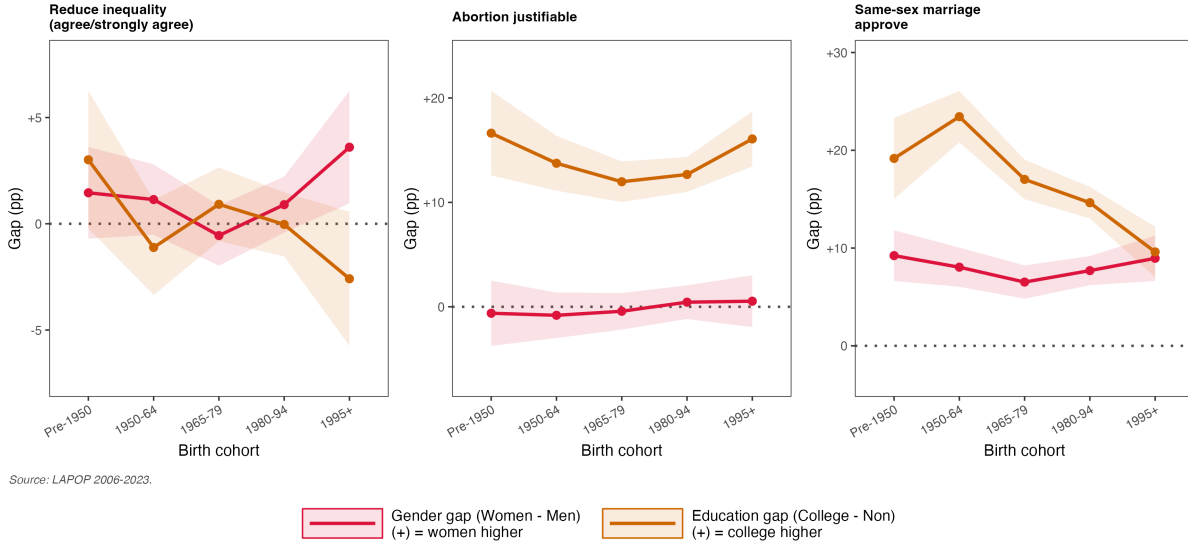 Reduce inequality
(agree/strongly agree)
Gap (pp)
+5
0
-5
Pre-1950
1950-64
1965-79
1980-94
1995+
Birth cohort
Abortion justifiable
Gap (pp)
+20
+10
0
Pre-1950
1950-64
1965-79
1980-94
1995+
Birth cohort
Same-sex marriage
approve
Gap (pp)
+30
+20
+10
0
Pre-1950
1950-64
1965-79
1980-94
1995+
Birth cohort
Source: LAPOP 2006-2023.
Gender gap (Women - Men)
(+) = women higher
Education gap (College - Non)
(+) = college higher